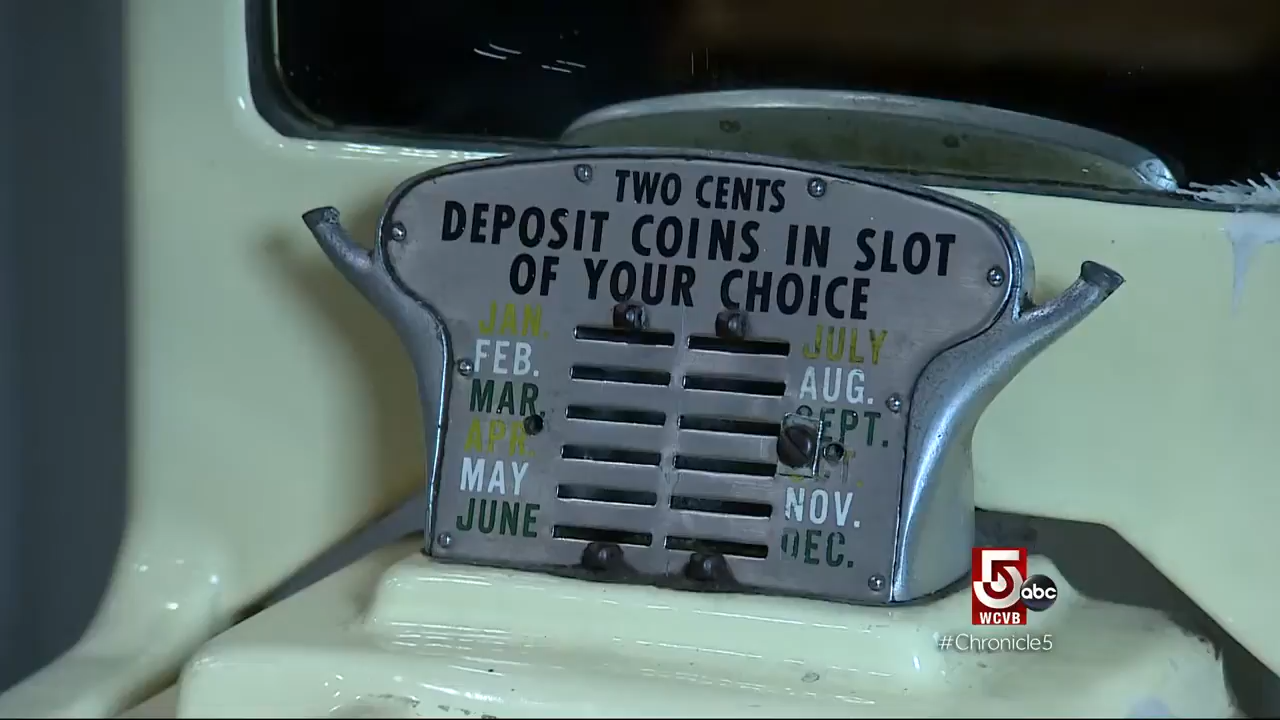 TWO CENTS
DEPOSIT COINS IN SLOT
OF YOUR CHOICE
JAN.
FEB.
MAR.
APR.
MAY
JUNE
JULY
AUG.
SEPT.
NOV.
DEC.
5 abc
WCVB
#Chronicle5